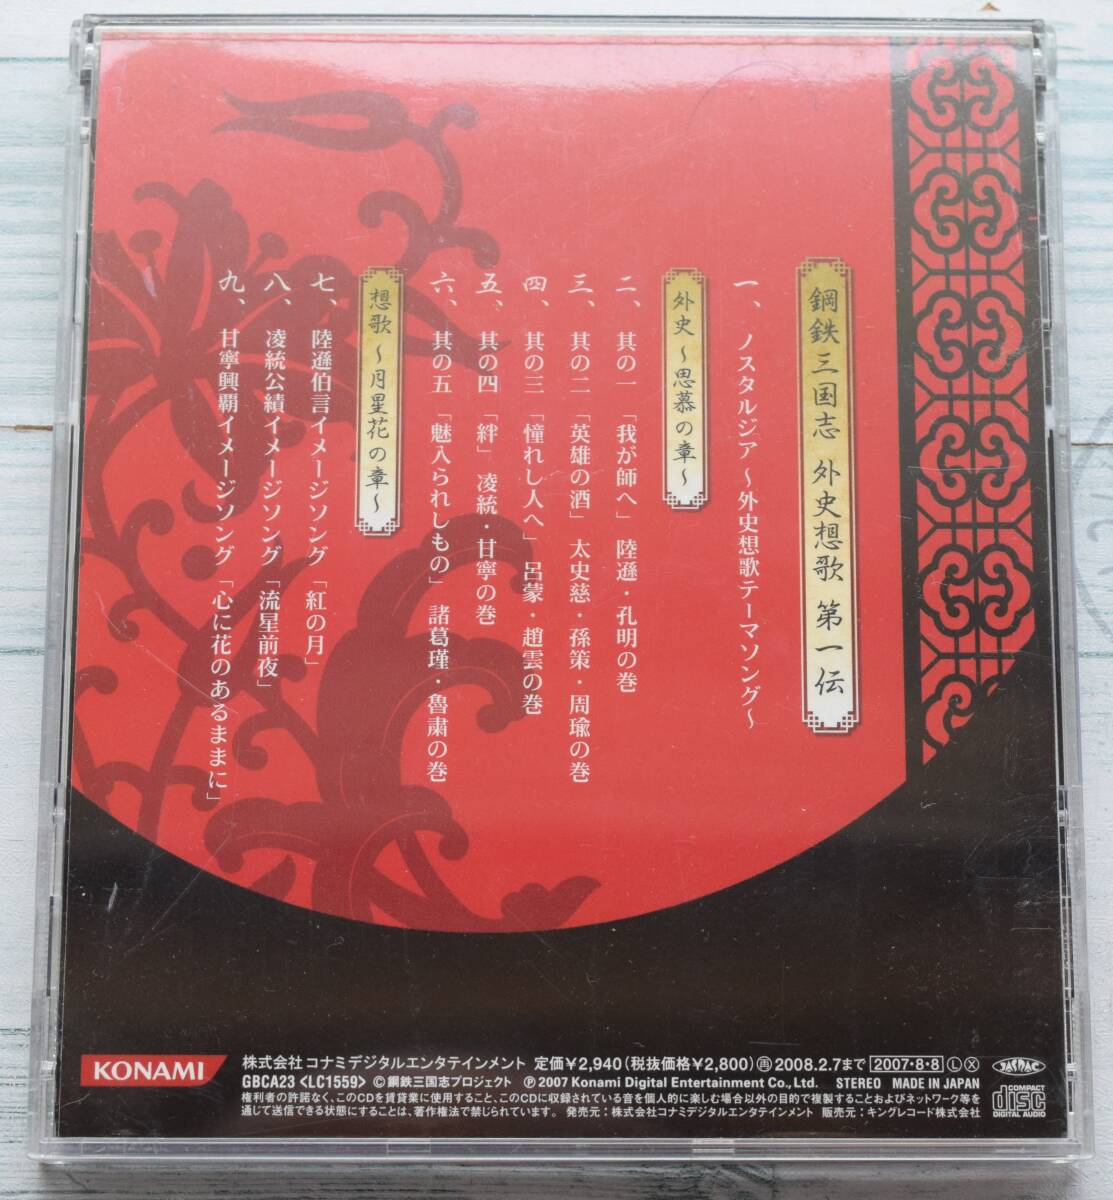 鋼鉄三国志 外史想歌 第一伝
一、 ノスタルジア～外史想歌テーマソング～
外史～思慕の章～
二、 其の一 「我が師へ」 陸遜・孔明の巻
三、 其の二 「英雄の酒」 太史慈・孫策・周瑜の巻
四、 其の三 「憧れし人へ」 呂蒙・趙雲の巻
五、 其の四 「絆」 凌統・甘寧の巻
六、 其の五 「魅入られしもの」 諸葛瑾・魯粛の巻
想歌～月星花の章～
七、 陸遜伯言イメージソング 「紅の月」
八、 凌統公績イメージソング 「流星前夜」
九、 甘寧興覇イメージソング 「心に花のあるままに」
KONAMI
株式会社 コナミデジタルエンタテインメント 定価¥2,940(税抜価格¥2,800) 再 2008.2.7まで 2007・8・8 L X
GBCA23 <LC1559> ©鋼鉄三国志プロジェクト ℗2007 Konami Digital Entertainment Co., Ltd. STEREO MADE IN JAPAN
権利者の許諾なく、このCDを賃貸業に使用すること、このCDに収録されている音を個人的に楽しむ場合以外の目的で複製することおよびネットワーク等を
通じて送信できる状態にすることは、著作権法で禁じられています。 発売元：株式会社コナミデジタルエンタテインメント 販売元：キングレコード株式会社
JASRAC
COMPACT
disc
DIGITAL AUDIO